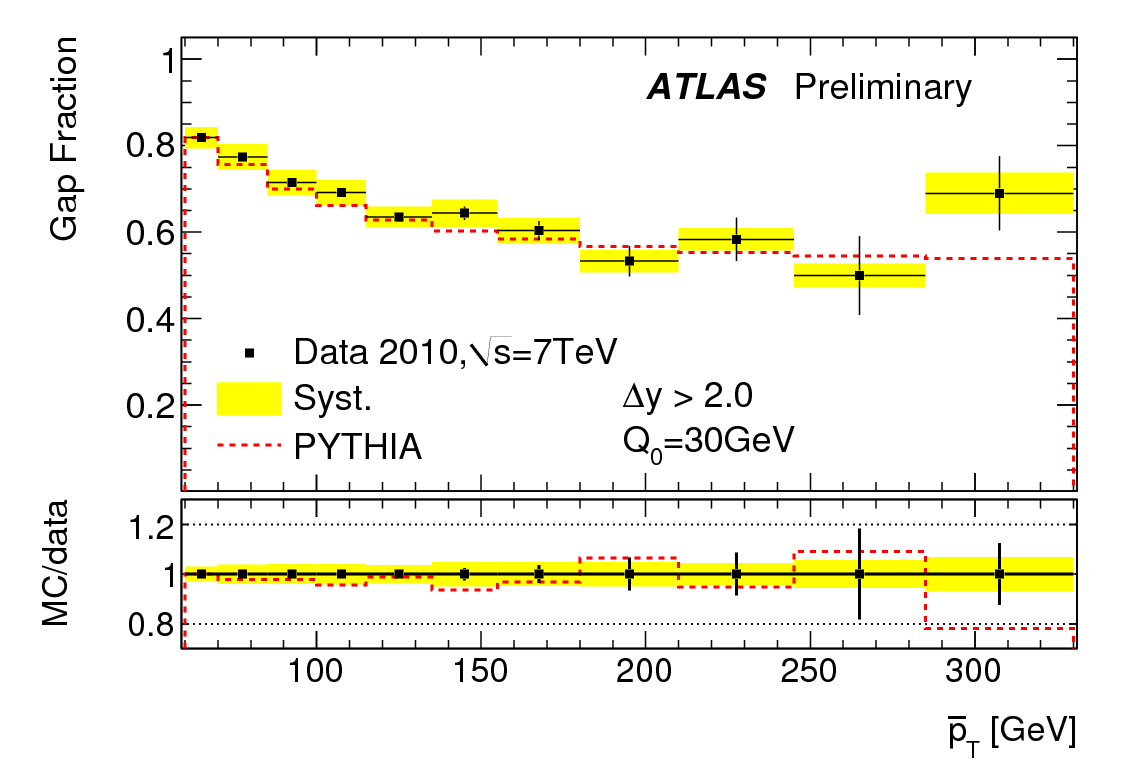 Gap Fraction
1
0.8
0.6
0.4
0.2
ATLAS Preliminary
Data 2010,√s=7TeV
Syst.
PYTHIA
Δy > 2.0
Q₀=30GeV
MC/data
1.2
1
0.8
100 150 200 250 300
p̅T [GeV]